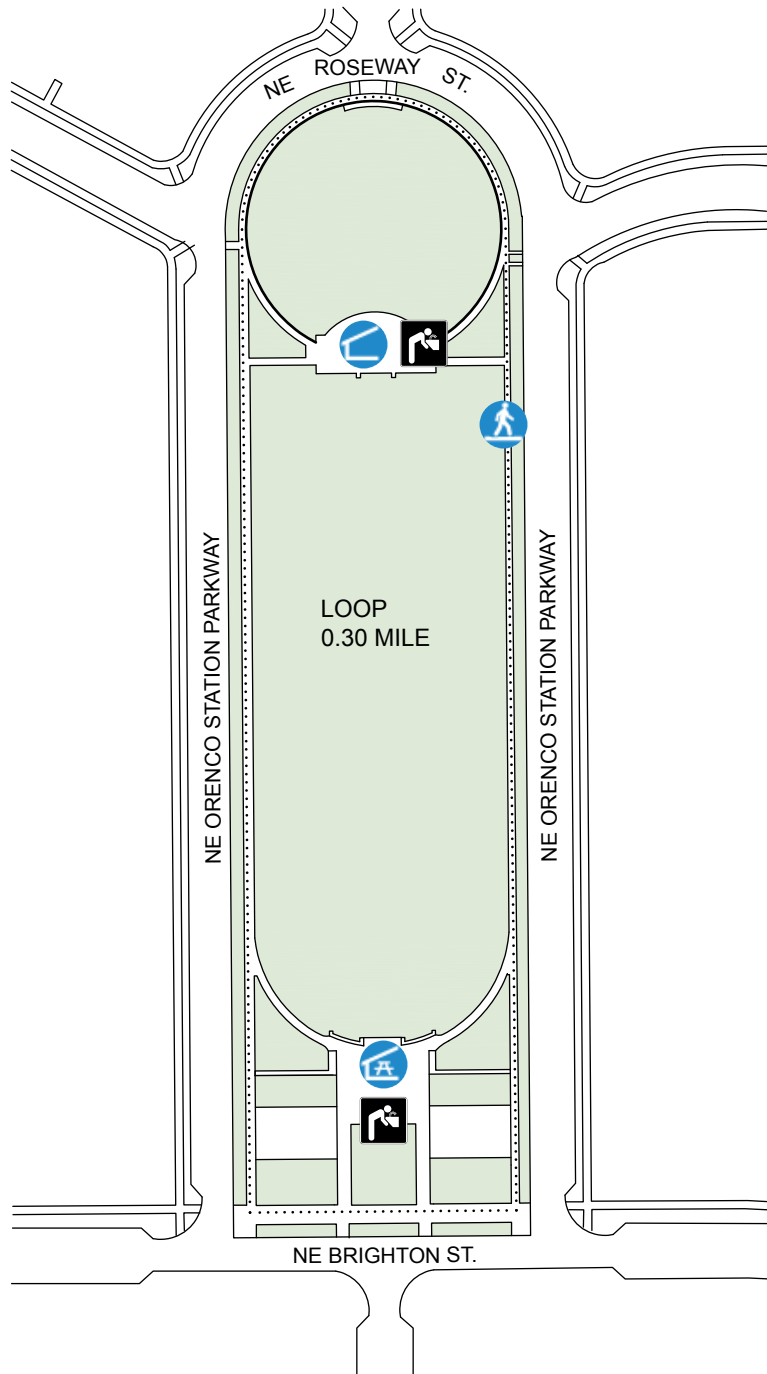 NE ROSEWAY ST.
LOOP
0.30 MILE
NE ORENCO STATION PARKWAY
NE ORENCO STATION PARKWAY
NE BRIGHTON ST.